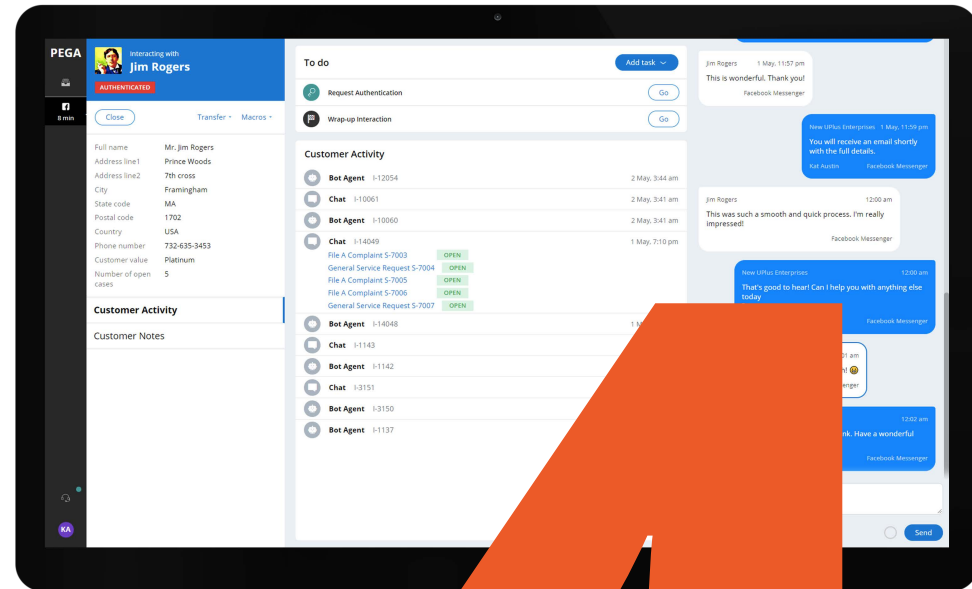 PEGA
8 min
Interacting with
Jim Rogers
AUTHENTICATED
Close
Transfer
Macros
Full name Mr. Jim Rogers
Address line1 Prince Woods
Address line2 7th cross
City Framingham
State code MA
Postal code 1702
Country USA
Phone number 732-635-3453
Customer value Platinum
Number of open cases 5
Customer Activity
Customer Notes
KA
To do
Add task
Request Authentication Go
Wrap-up Interaction Go
Customer Activity
Bot Agent I-12054 2 May, 3:44 am
Chat I-10061 2 May, 3:41 am
Bot Agent I-10060 2 May, 3:41 am
Chat I-14049 1 May, 7:10 pm
File A Complaint S-7003 OPEN
General Service Request S-7004 OPEN
File A Complaint S-7005 OPEN
File A Complaint S-7006 OPEN
General Service Request S-7007 OPEN
Bot Agent I-14048
Chat I-1143
Bot Agent I-1142
Chat I-3151
Bot Agent I-3150
Bot Agent I-1137
Jim Rogers 1 May, 11:57 pm
This is wonderful. Thank you!
Facebook Messenger
New UPlus Enterprises 1 May, 11:59 pm
You will receive an email shortly
with the full details.
Kat Austin Facebook Messenger
Jim Rogers 12:00 am
This was such a smooth and quick process. I'm really
impressed!
Facebook Messenger
New UPlus Enterprises 12:00 am
That's good to hear! Can I help you with anything else
today
Facebook Messenger
am
12:02 am
Have a wonderful
Facebook Messenger
Send